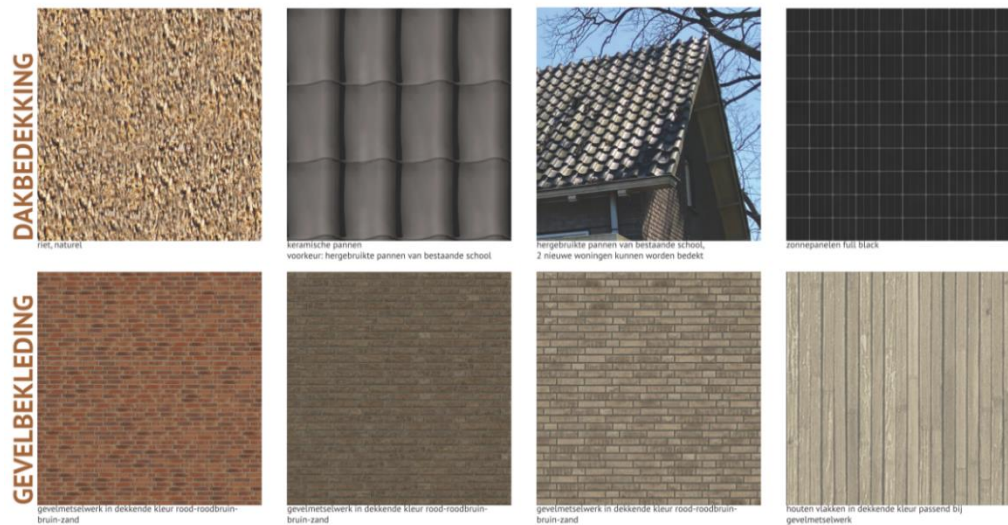 DAKBEDEKKING
riet, naturel
keramische pannen
voorkeur: hergebruikte pannen van bestaande school
hergebruikte pannen van bestaande school,
2 nieuwe woningen kunnen worden bedekt
zonnepanelen full black
GEVELBEKLEDING
gevelmetselwerk in dekkende kleur rood-roodbruin-
bruin-zand
gevelmetselwerk in dekkende kleur rood-roodbruin-
bruin-zand
gevelmetselwerk in dekkende kleur rood-roodbruin-
bruin-zand
houten vlakken in dekkende kleur passend bij
gevelmetselwerk